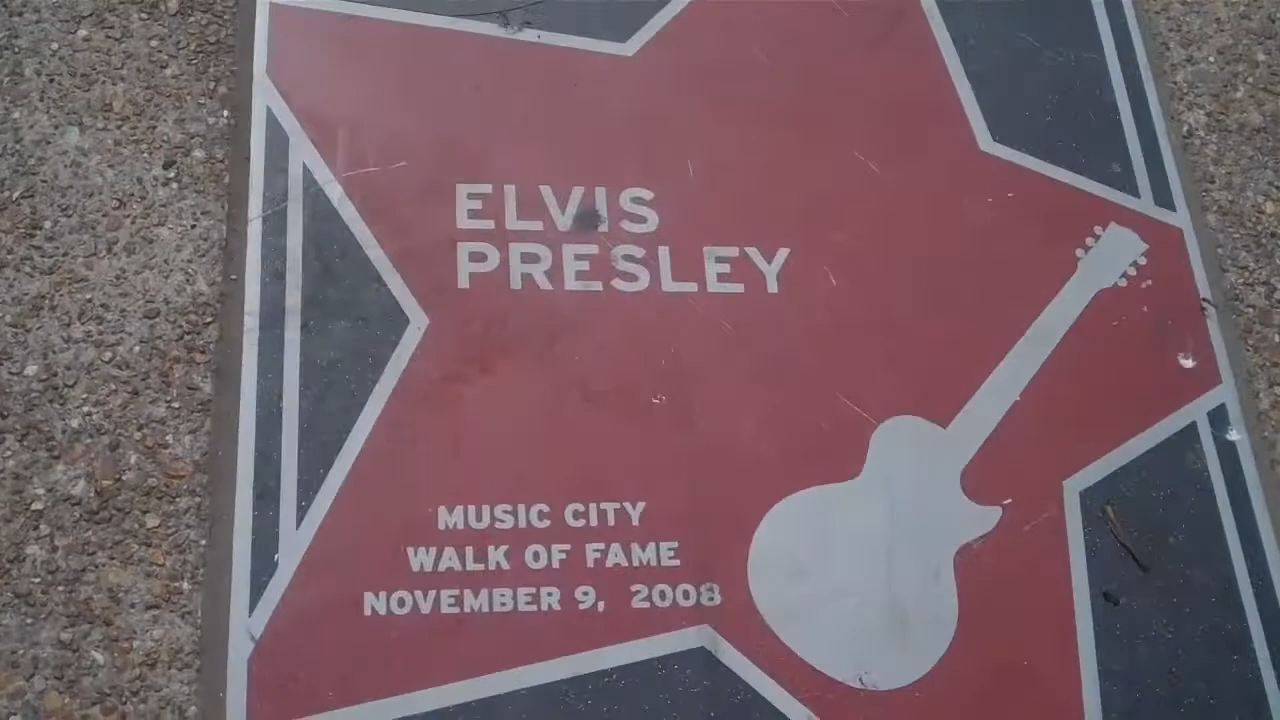 ELVIS
PRESLEY
MUSIC CITY
WALK OF FAME
NOVEMBER 9, 2008